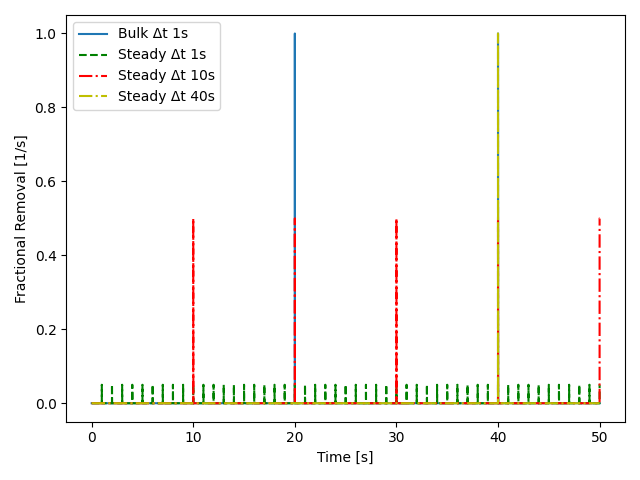 Bulk Δt 1s
Steady Δt 1s
Steady Δt 10s
Steady Δt 40s
1.0
0.8
0.6
0.4
0.2
0.0
Fractional Removal [1/s]
0 10 20 30 40 50
Time [s]